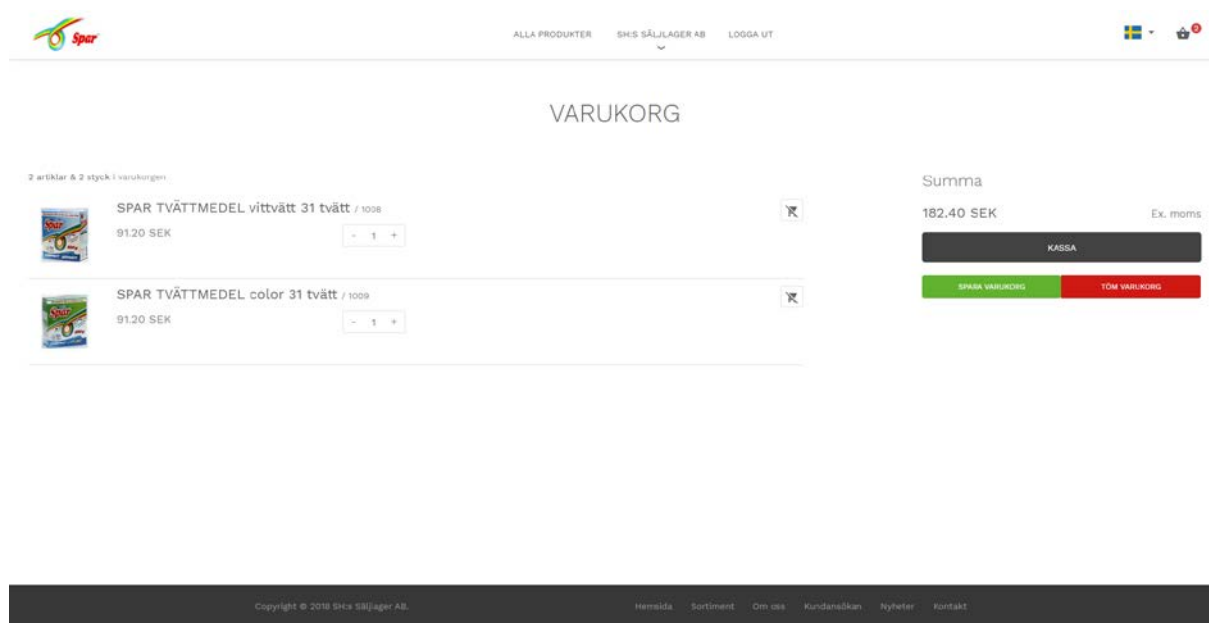 Spar
ALLA PRODUKTER
SH:S SÄLJLAGER AB
LOGGA UT
2
VARUKORG
2 artiklar & 2 styck i varukorgen
SPAR TVÄTTMEDEL vittvätt 31 tvätt / 1008
91.20 SEK
- 1 +
Spar
SPAR TVÄTTMEDEL color 31 tvätt / 1009
91.20 SEK
- 1 +
Spar
Summa
182.40 SEK
Ex. moms
KASSA
SPARA VARUKORG
TÖM VARUKORG
Copyright © 2018 SH:s Säljlager AB.
Hemsida Sortiment Om oss Kundansökan Nyheter Kontakt